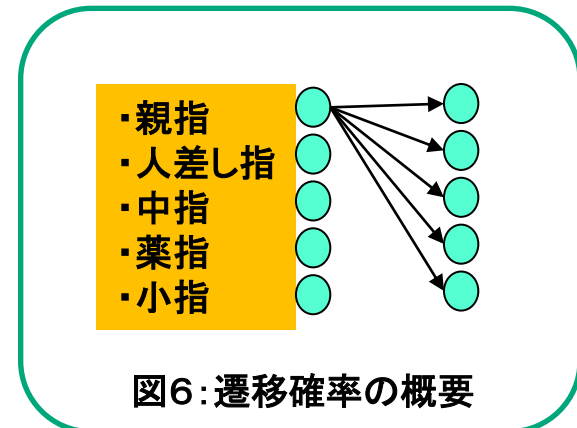 ・親指
・人差し指
・中指
・薬指
・小指
図６：遷移確率の概要